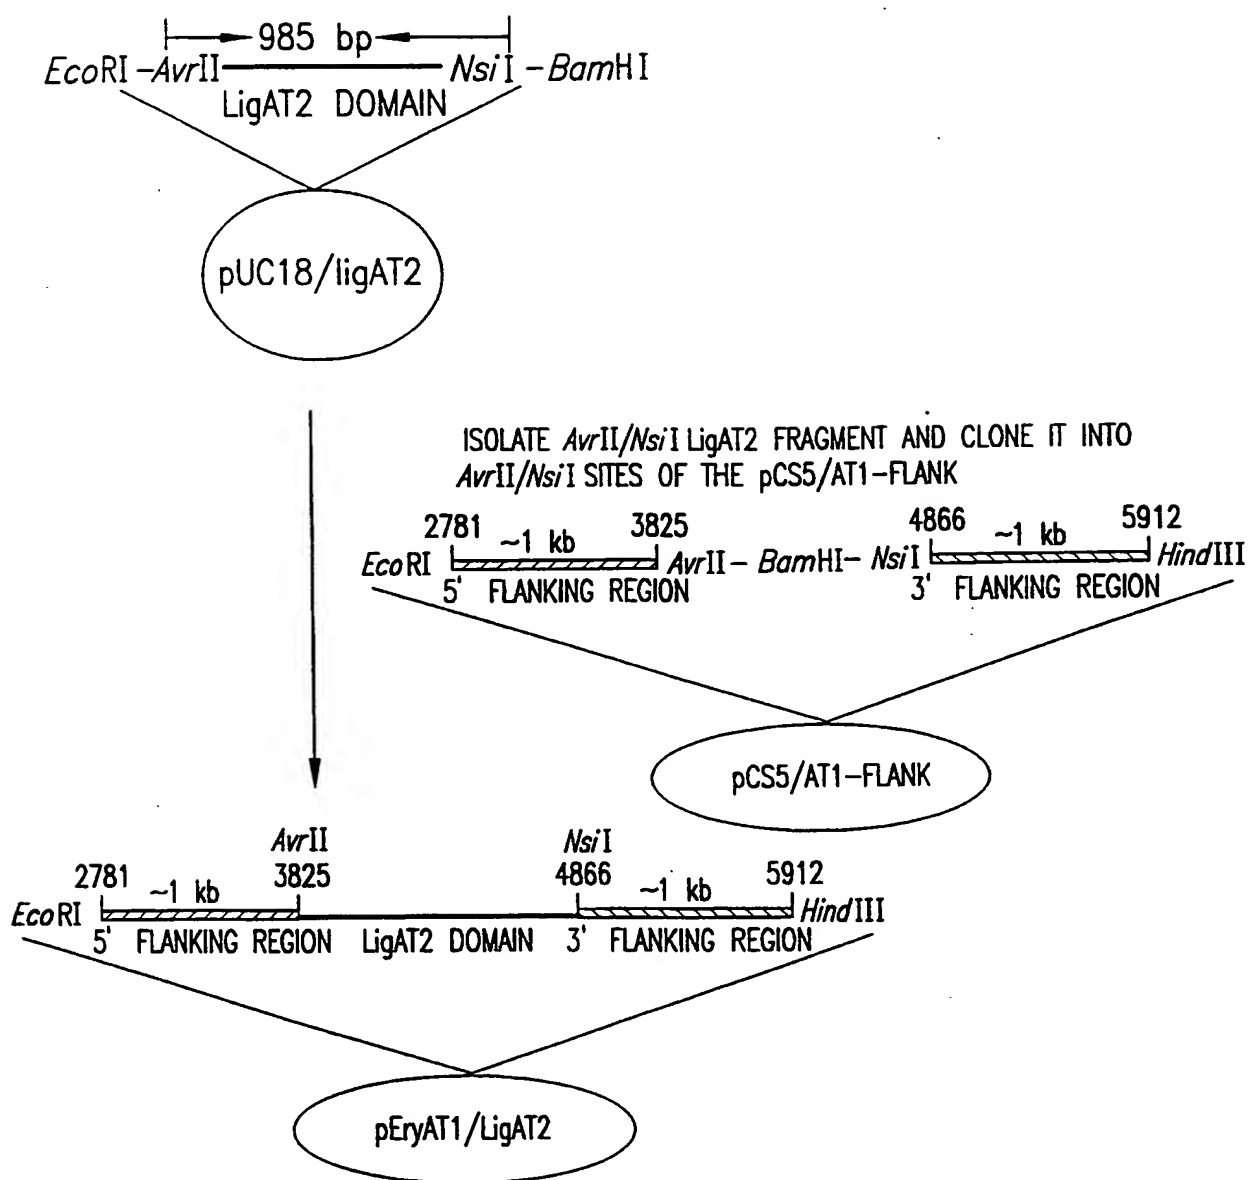 985 bp
EcoRI-AvrII NsiI-BamHI
LigAT2 DOMAIN
pUC18/ligAT2
ISOLATE AvrII/NsiI LigAT2 FRAGMENT AND CLONE IT INTO
AvrII/NsiI SITES OF THE pCS5/AT1-FLANK
2781 ~1 kb 3825 4866 ~1 kb 5912
EcoRI AvrII- BamHI- NsiI HindIII
5' FLANKING REGION 3' FLANKING REGION
pCS5/AT1-FLANK
AvrII NsiI
2781 ~1 kb 3825 4866 ~1 kb 5912
EcoRI HindIII
5' FLANKING REGION LigAT2 DOMAIN 3' FLANKING REGION
pEryAT1/LigAT2